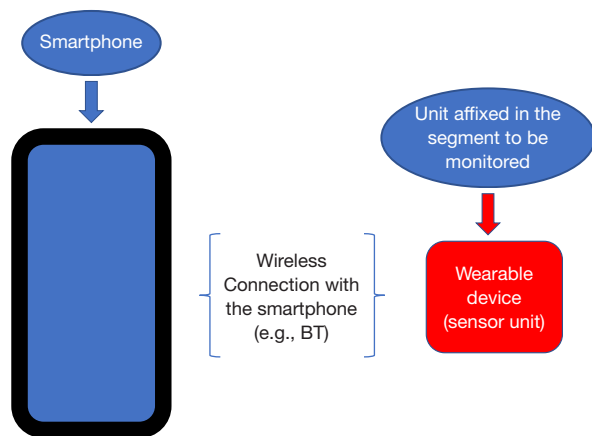 Smartphone
Unit affixed in the
segment to be
monitored
Wireless
Connection with
the smartphone
(e.g., BT)
Wearable
device
(sensor unit)